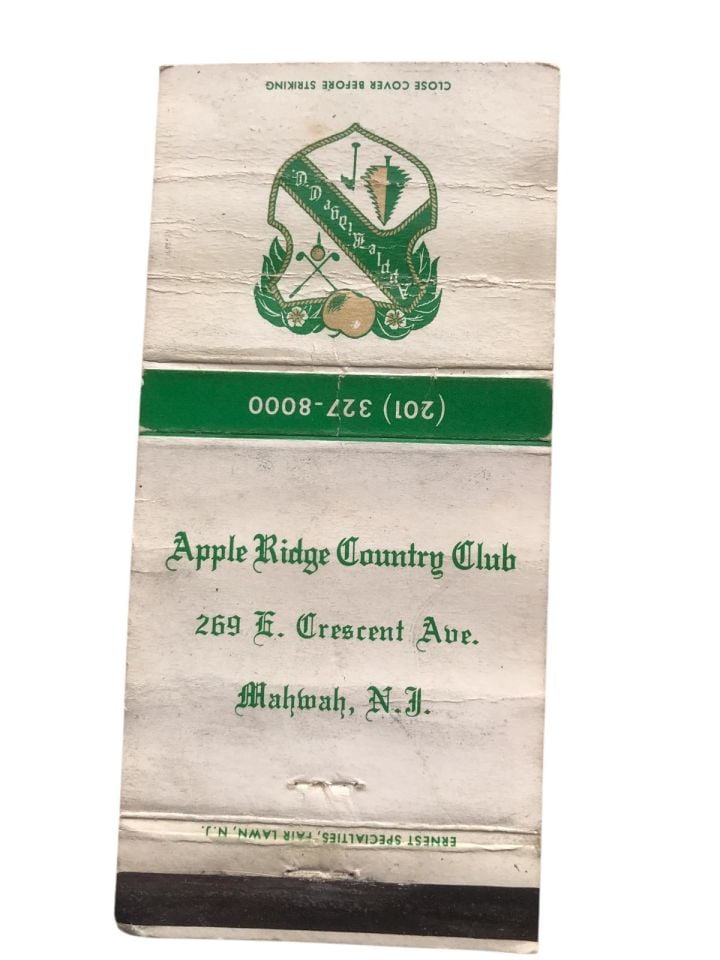 CLOSE COVER BEFORE STRIKING
Apple Ridge C.C.
(201) 327-8000
Apple Ridge Country Club
269 E. Crescent Ave.
Mahwah, N.J.
ERNEST SPECIALTIES, FAIR LAWN, N.J.